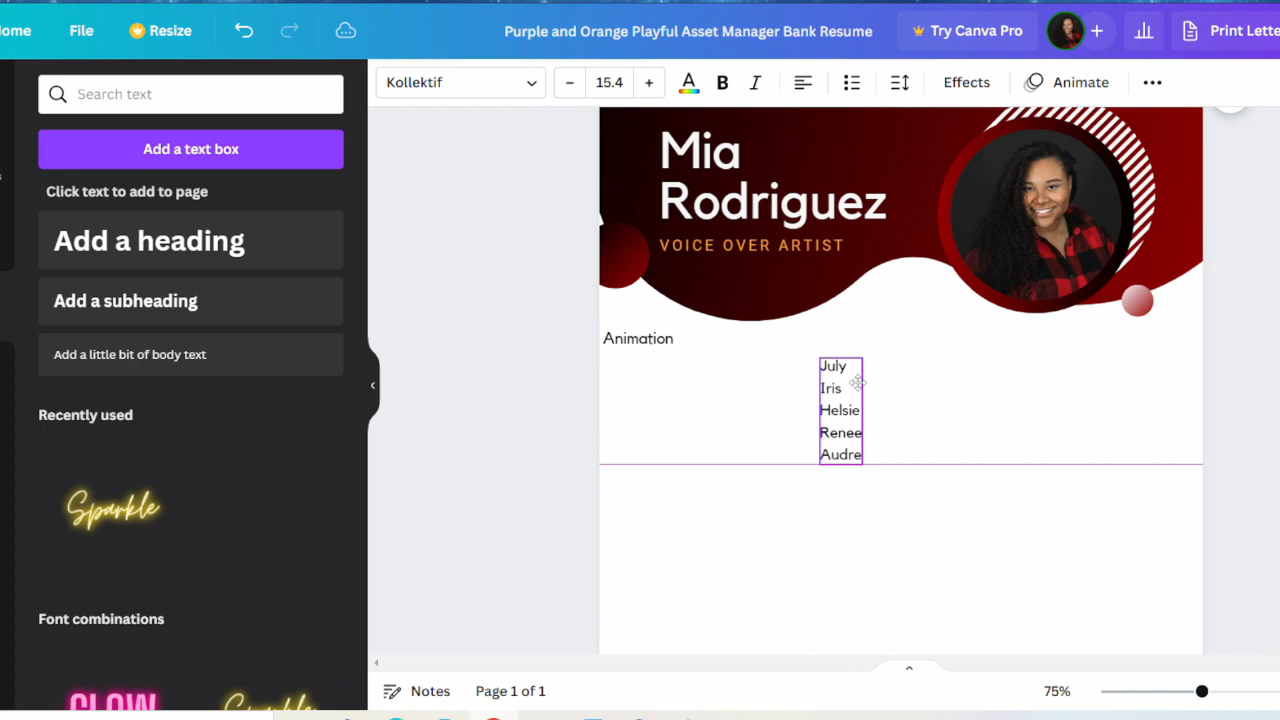 ome
File
Resize
Purple and Orange Playful Asset Manager Bank Resume
Try Canva Pro
+
Print Lette
Search text
Kollektif
–
15.4
+
A
B
I
Effects
Animate
Add a text box
Click text to add to page
Add a heading
Add a subheading
Add a little bit of body text
Recently used
Sparkle
Font combinations
GLOW
Sparkle
Mia
Rodriguez
VOICE OVER ARTIST
Animation
July
Iris
Helsie
Renee
Audre
Notes
Page 1 of 1
75%